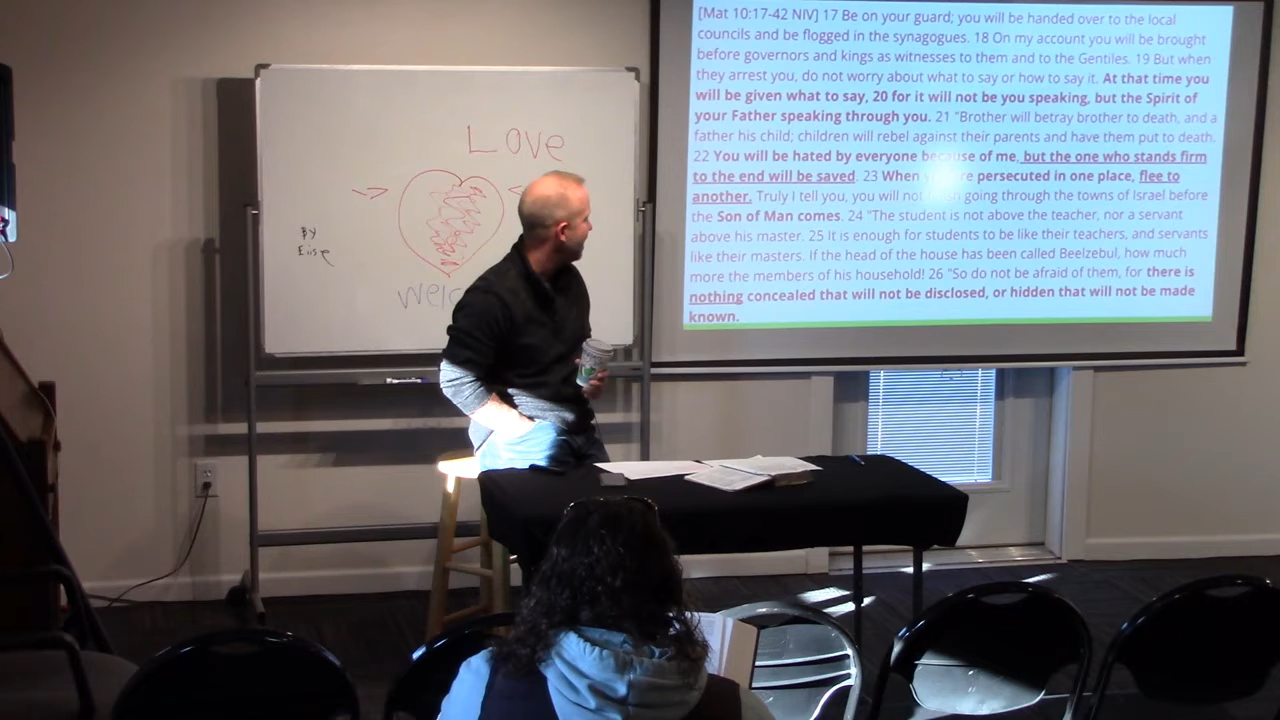 [Mat 10:17-42 NIV] 17 Be on your guard; you will be handed over to the local
councils and be flogged in the synagogues. 18 On my account you will be brought
before governors and kings as witnesses to them and to the Gentiles. 19 But when
they arrest you, do not worry about what to say or how to say it. At that time you
will be given what to say, 20 for it will not be you speaking, but the Spirit of
your Father speaking through you. 21 "Brother will betray brother to death, and a
father his child; children will rebel against their parents and have them put to death.
22 You will be hated by everyone because of me, but the one who stands firm
to the end will be saved. 23 When you are persecuted in one place, flee to
another. Truly I tell you, you will not finish going through the towns of Israel before
the Son of Man comes. 24 "The student is not above the teacher, nor a servant
above his master. 25 It is enough for students to be like their teachers, and servants
like their masters. If the head of the house has been called Beelzebul, how much
more the members of his household! 26 "So do not be afraid of them, for there is
nothing concealed that will not be disclosed, or hidden that will not be made
known.
Love
By